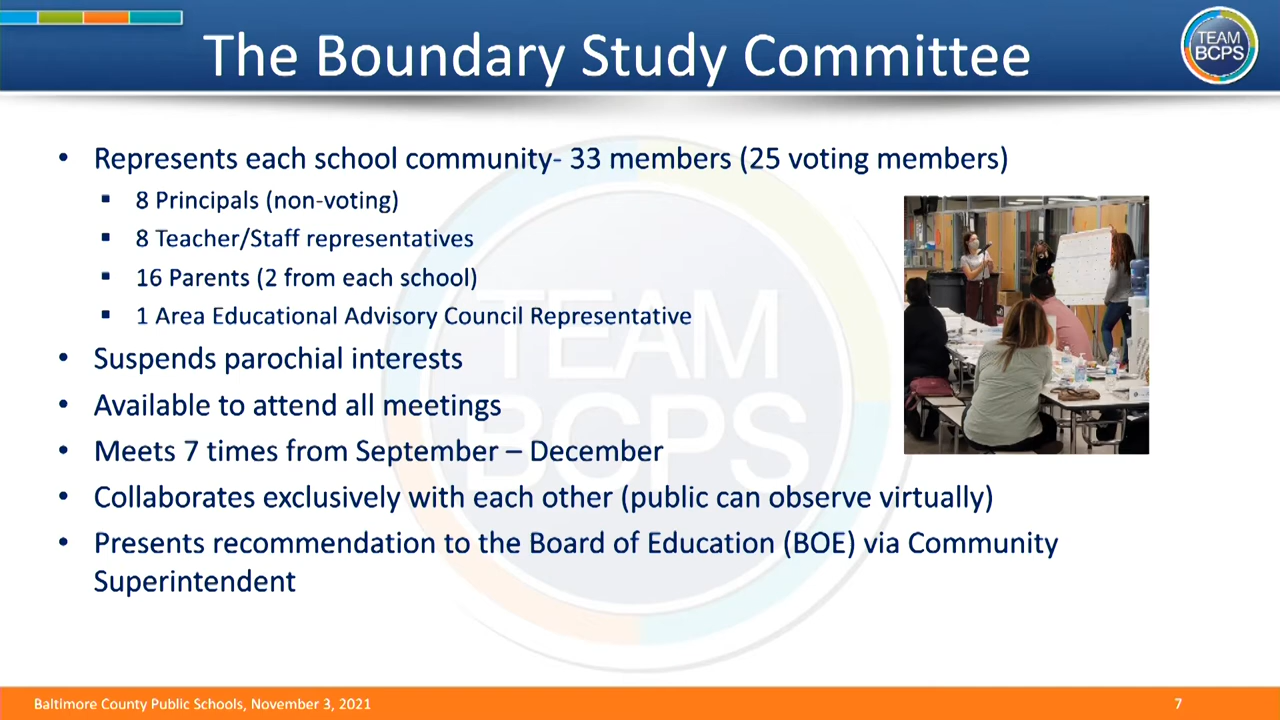 The Boundary Study Committee
TEAM
BCPS
• Represents each school community- 33 members (25 voting members)
▪ 8 Principals (non-voting)
▪ 8 Teacher/Staff representatives
▪ 16 Parents (2 from each school)
▪ 1 Area Educational Advisory Council Representative
• Suspends parochial interests
• Available to attend all meetings
• Meets 7 times from September – December
• Collaborates exclusively with each other (public can observe virtually)
• Presents recommendation to the Board of Education (BOE) via Community
Superintendent
TEAM
BCPS
Baltimore County Public Schools, November 3, 2021
7